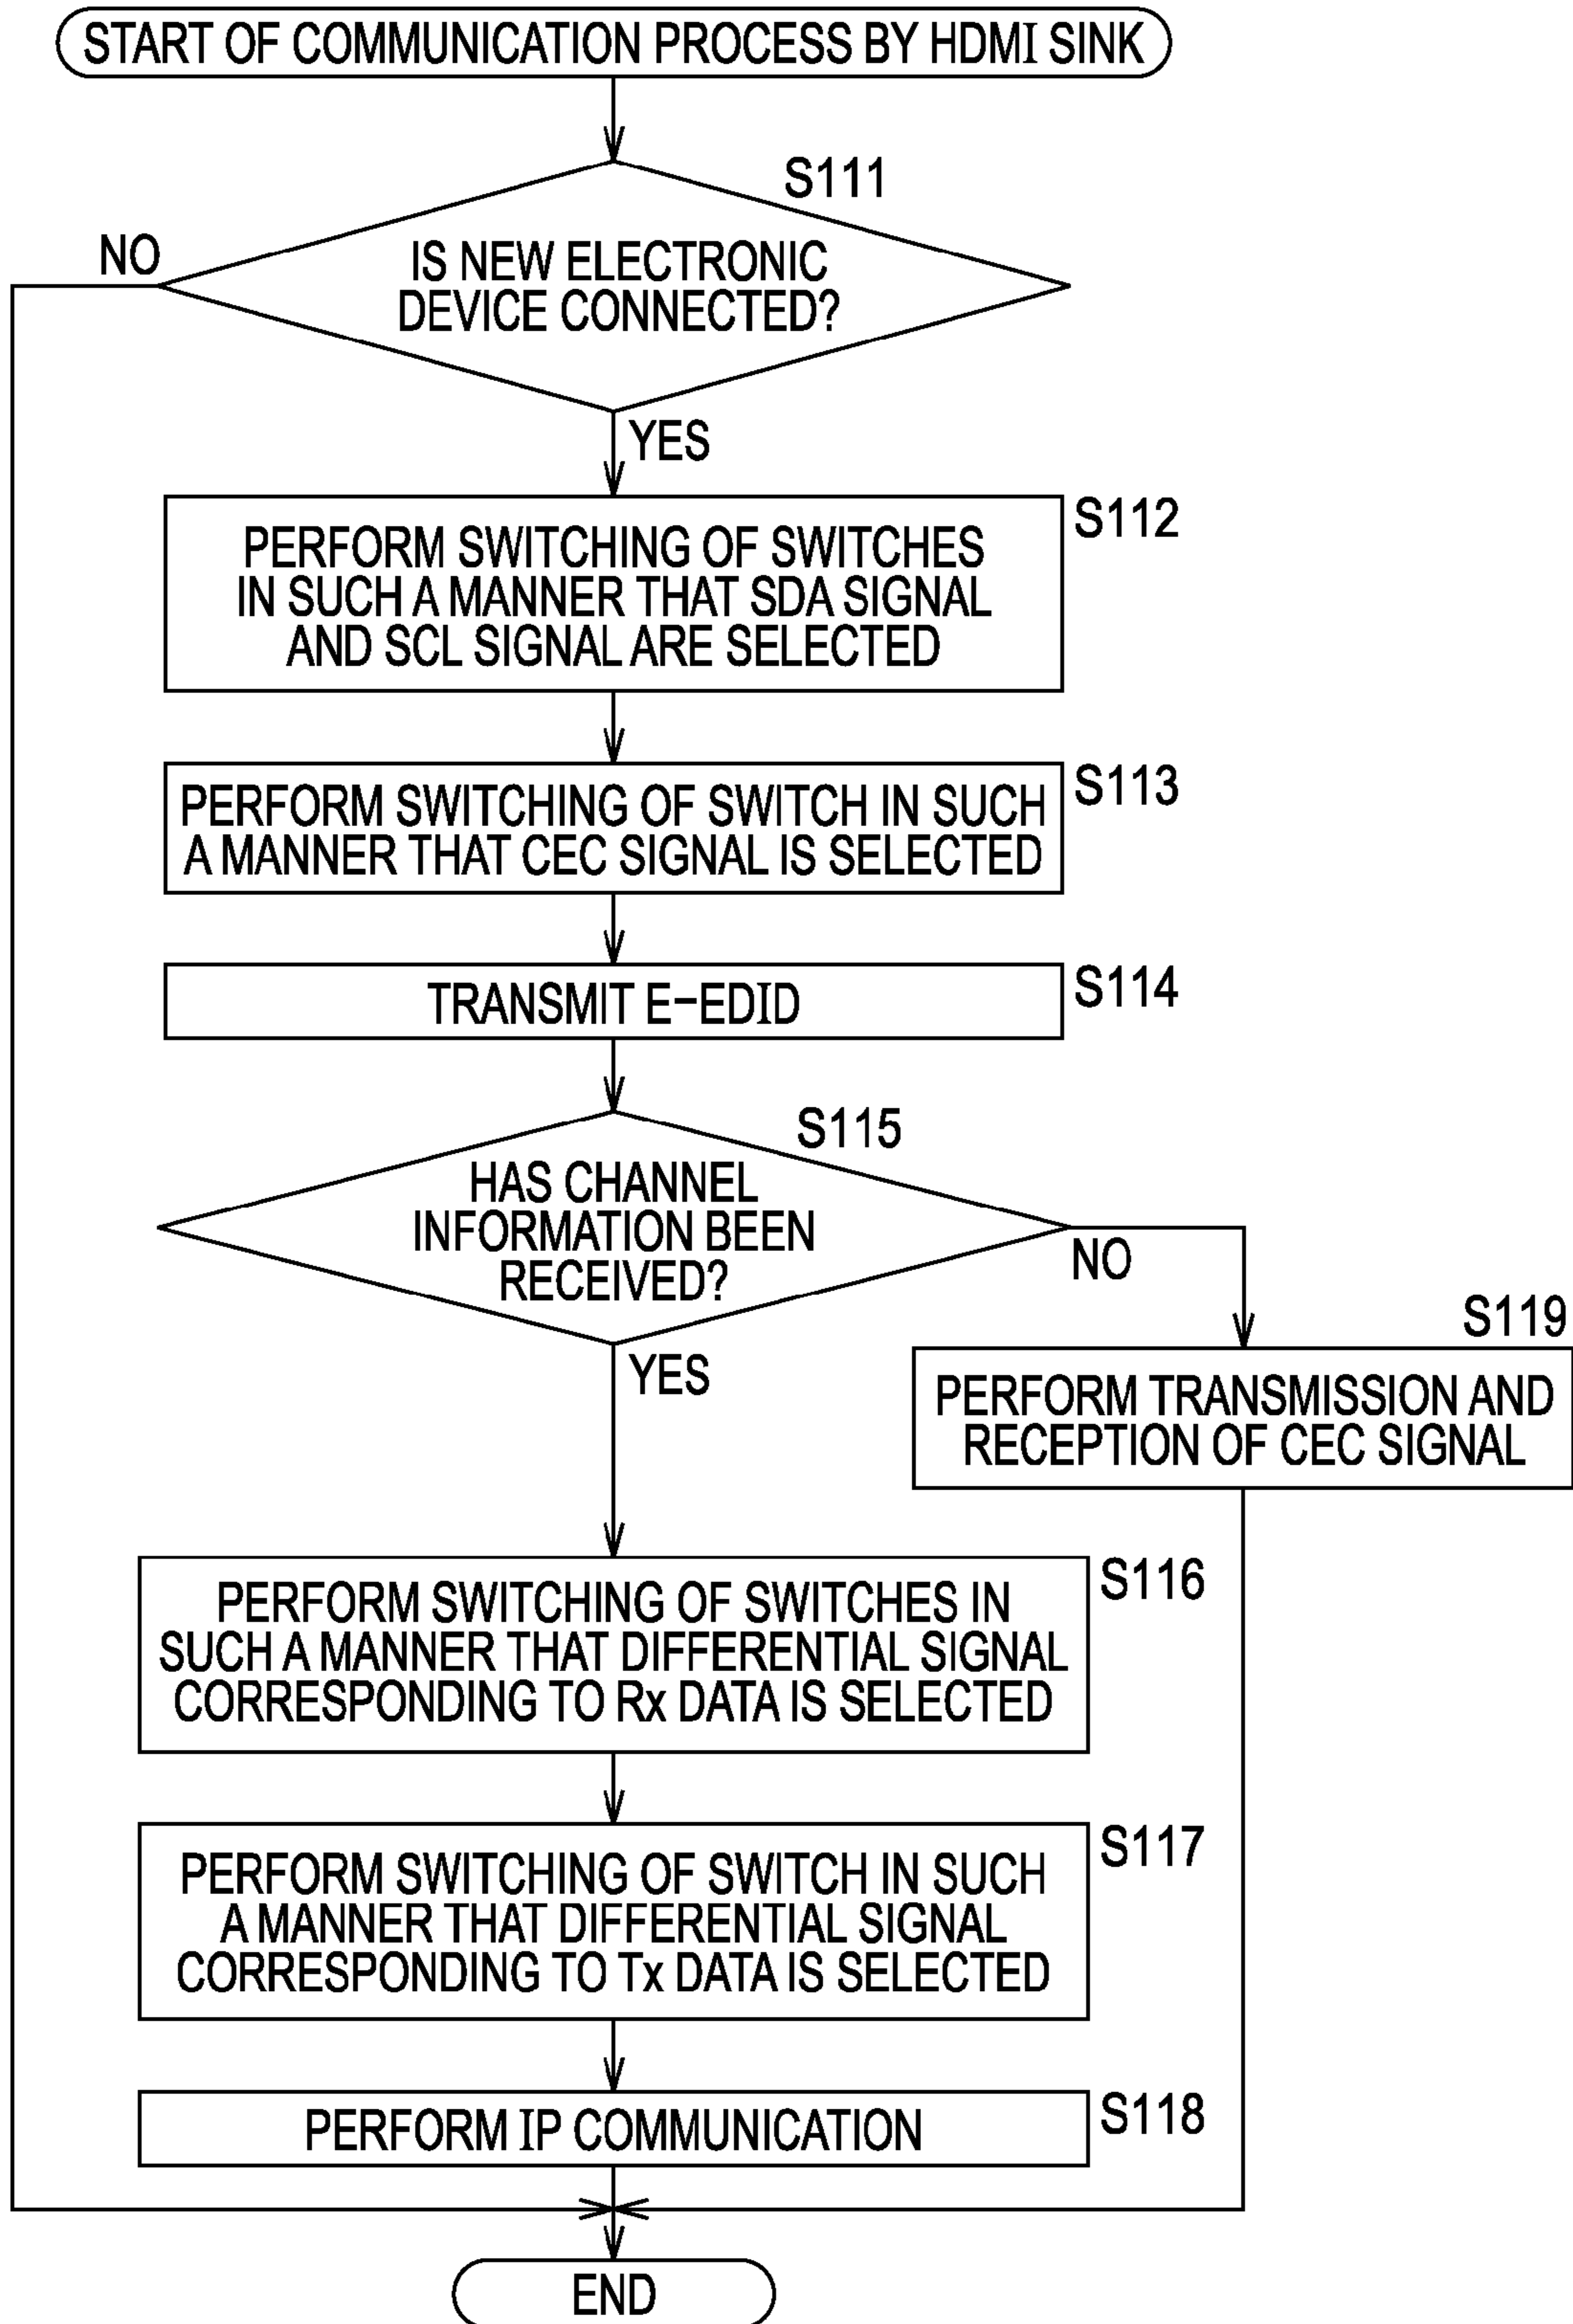 START OF COMMUNICATION PROCESS BY HDMI SINK
S111
NO
IS NEW ELECTRONIC
DEVICE CONNECTED?
YES
S112
PERFORM SWITCHING OF SWITCHES
IN SUCH A MANNER THAT SDA SIGNAL
AND SCL SIGNAL ARE SELECTED
S113
PERFORM SWITCHING OF SWITCH IN SUCH
A MANNER THAT CEC SIGNAL IS SELECTED
S114
TRANSMIT E-EDID
S115
HAS CHANNEL
INFORMATION BEEN
RECEIVED?
NO
YES
S119
PERFORM TRANSMISSION AND
RECEPTION OF CEC SIGNAL
S116
PERFORM SWITCHING OF SWITCHES IN
SUCH A MANNER THAT DIFFERENTIAL SIGNAL
CORRESPONDING TO Rx DATA IS SELECTED
S117
PERFORM SWITCHING OF SWITCH IN SUCH
A MANNER THAT DIFFERENTIAL SIGNAL
CORRESPONDING TO Tx DATA IS SELECTED
S118
PERFORM IP COMMUNICATION
END